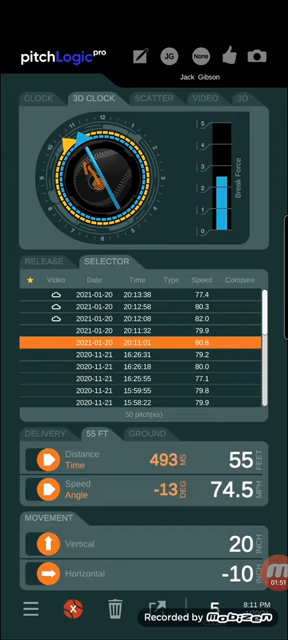 pitchLogic pro
JG
None
Jack Gibson
CLOCK 3D CLOCK SCATTER VIDEO 3D
12
5
4
3
2
1
0
Break Force
RELEASE SELECTOR
Video Date Time Type Speed Compare
2021-01-20 20:13:38 77.4
2021-01-20 20:12:58 80.3
2021-01-20 20:12:08 82.0
2021-01-20 20:11:32 79.9
2021-01-20 20:11:01 80.8
2020-11-21 16:26:31 79.2
2020-11-21 16:26:18 80.0
2020-11-21 16:25:55 77.1
2020-11-21 15:59:55 79.8
2020-11-21 15:58:22 79.9
50 pitch(es)
DELIVERY 55 FT GROUND
Distance
Time 493 MS 55 FEET
Speed
Angle -13 DEG 74.5 MPH
MOVEMENT
Vertical 20 INCH
Horizontal -10 INCH
01:51
5 8:11 PM
Recorded by MOBIZEN